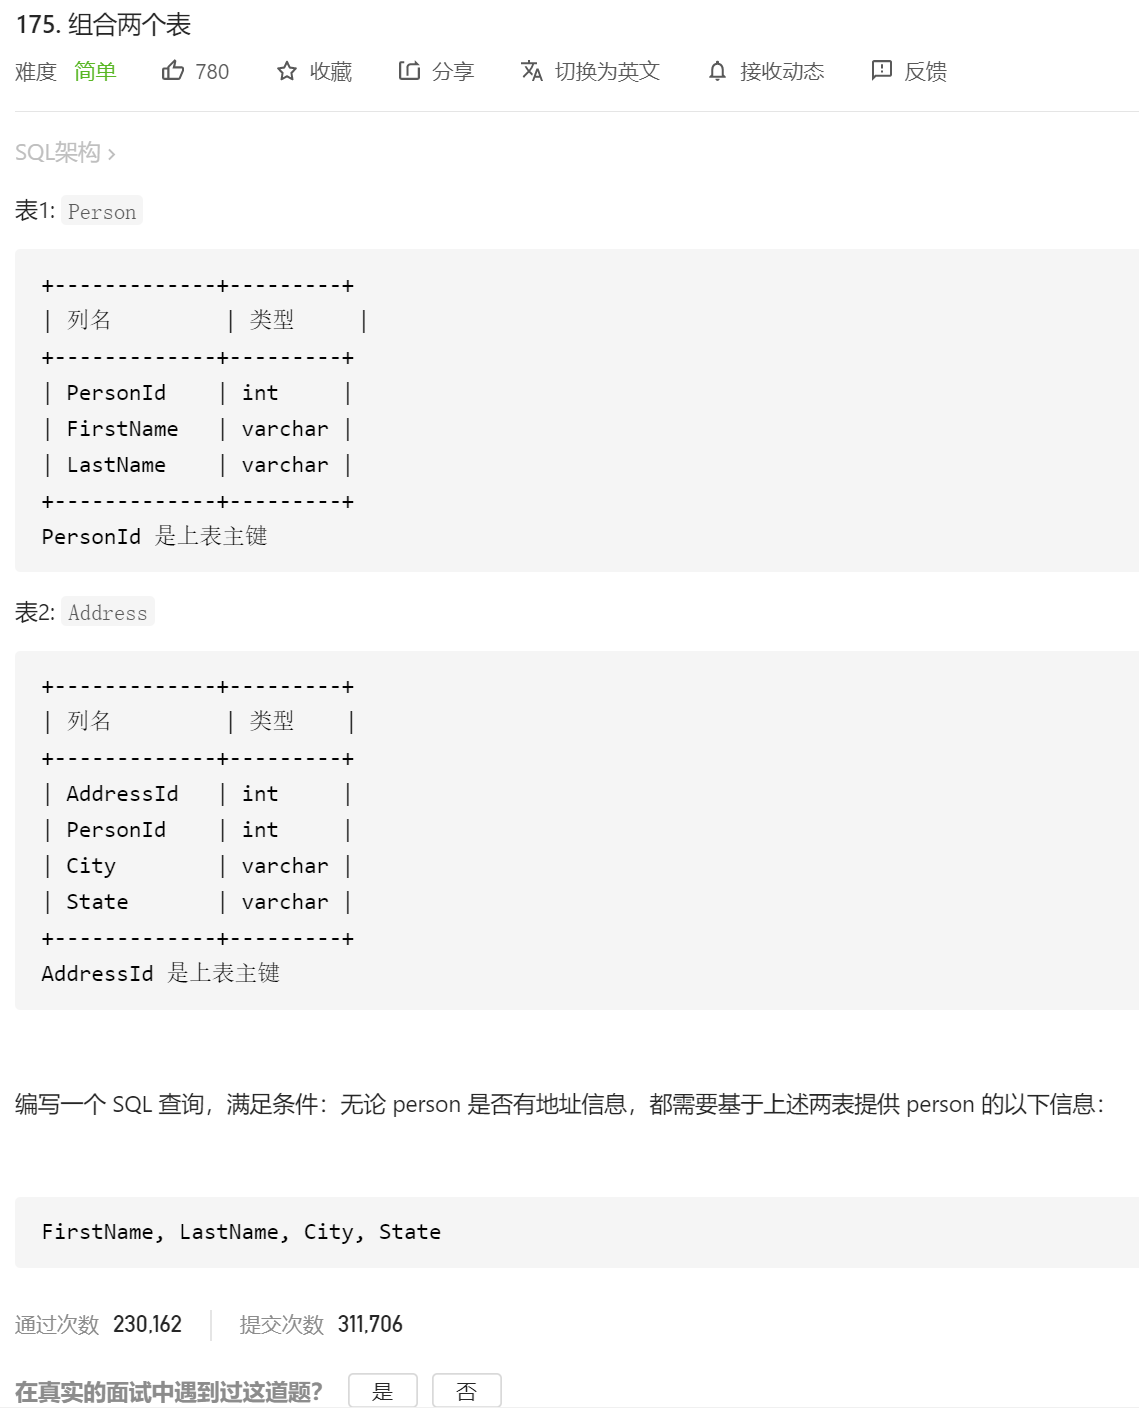 175. 组合两个表
难度 简单 780 收藏 分享 切换为英文 接收动态 反馈
SQL架构 >
表1: Person
+-------------+---------+
| 列名         | 类型     |
+-------------+---------+
| PersonId    | int     |
| FirstName   | varchar |
| LastName    | varchar |
+-------------+---------+
PersonId 是上表主键
表2: Address
+-------------+---------+
| 列名         | 类型    |
+-------------+---------+
| AddressId   | int     |
| PersonId    | int     |
| City        | varchar |
| State       | varchar |
+-------------+---------+
AddressId 是上表主键
编写一个 SQL 查询，满足条件：无论 person 是否有地址信息，都需要基于上述两表提供 person 的以下信息：
FirstName, LastName, City, State
通过次数 230,162 提交次数 311,706
在真实的面试中遇到过这道题？ 是 否